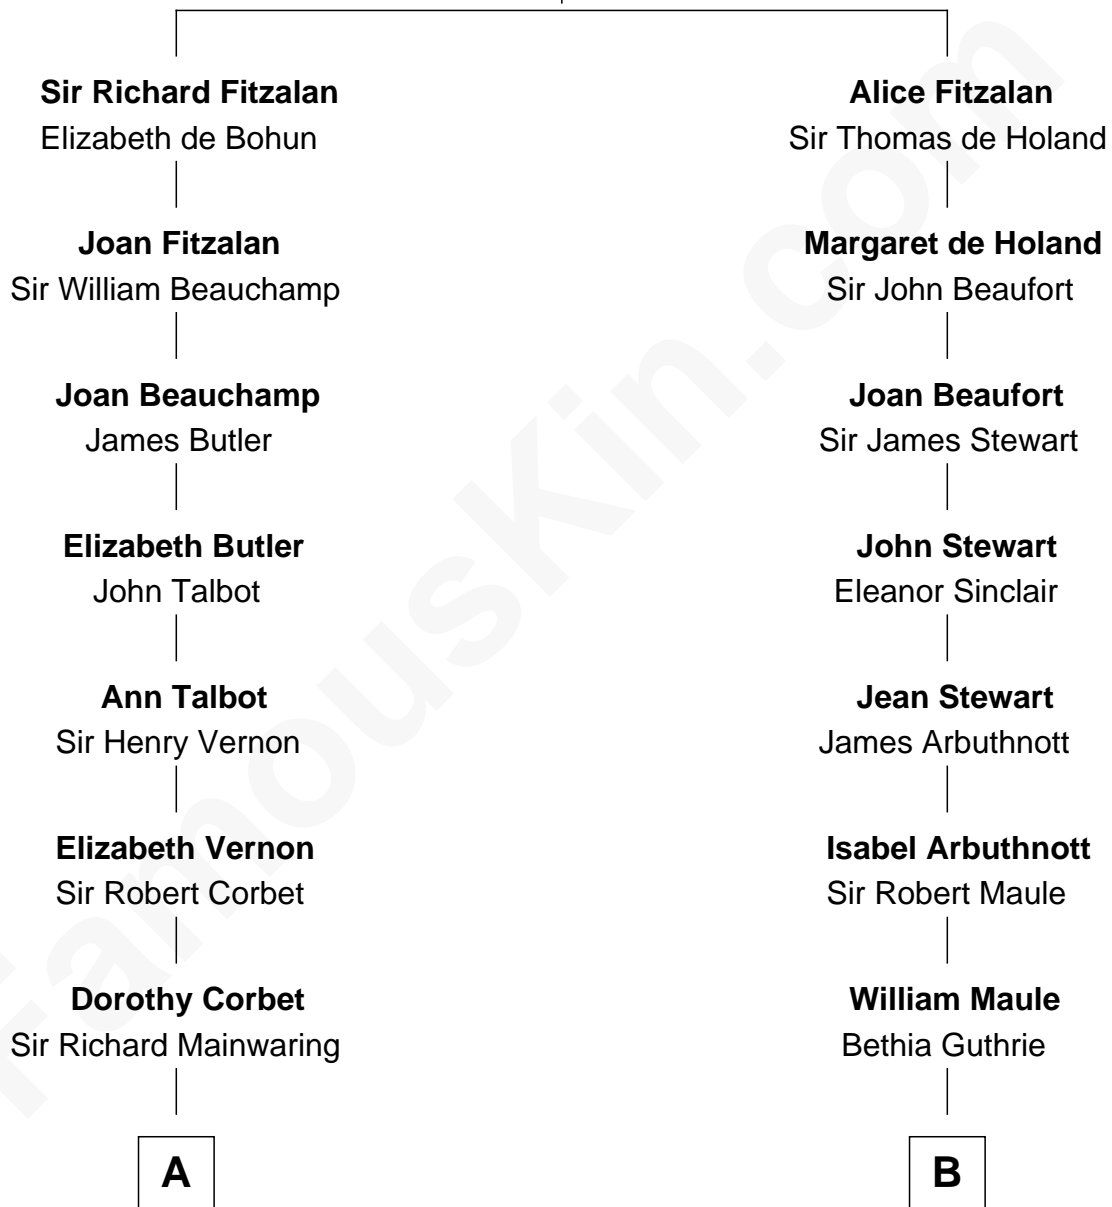 Sir Richard Fitzalan
Elizabeth de Bohun
Alice Fitzalan
Sir Thomas de Holand
Joan Fitzalan
Sir William Beauchamp
Margaret de Holand
Sir John Beaufort
Joan Beauchamp
James Butler
Joan Beaufort
Sir James Stewart
Elizabeth Butler
John Talbot
John Stewart
Eleanor Sinclair
Ann Talbot
Sir Henry Vernon
Jean Stewart
James Arbuthnott
Elizabeth Vernon
Sir Robert Corbet
Isabel Arbuthnott
Sir Robert Maule
Dorothy Corbet
Sir Richard Mainwaring
William Maule
Bethia Guthrie
A
B
FamousKin.com